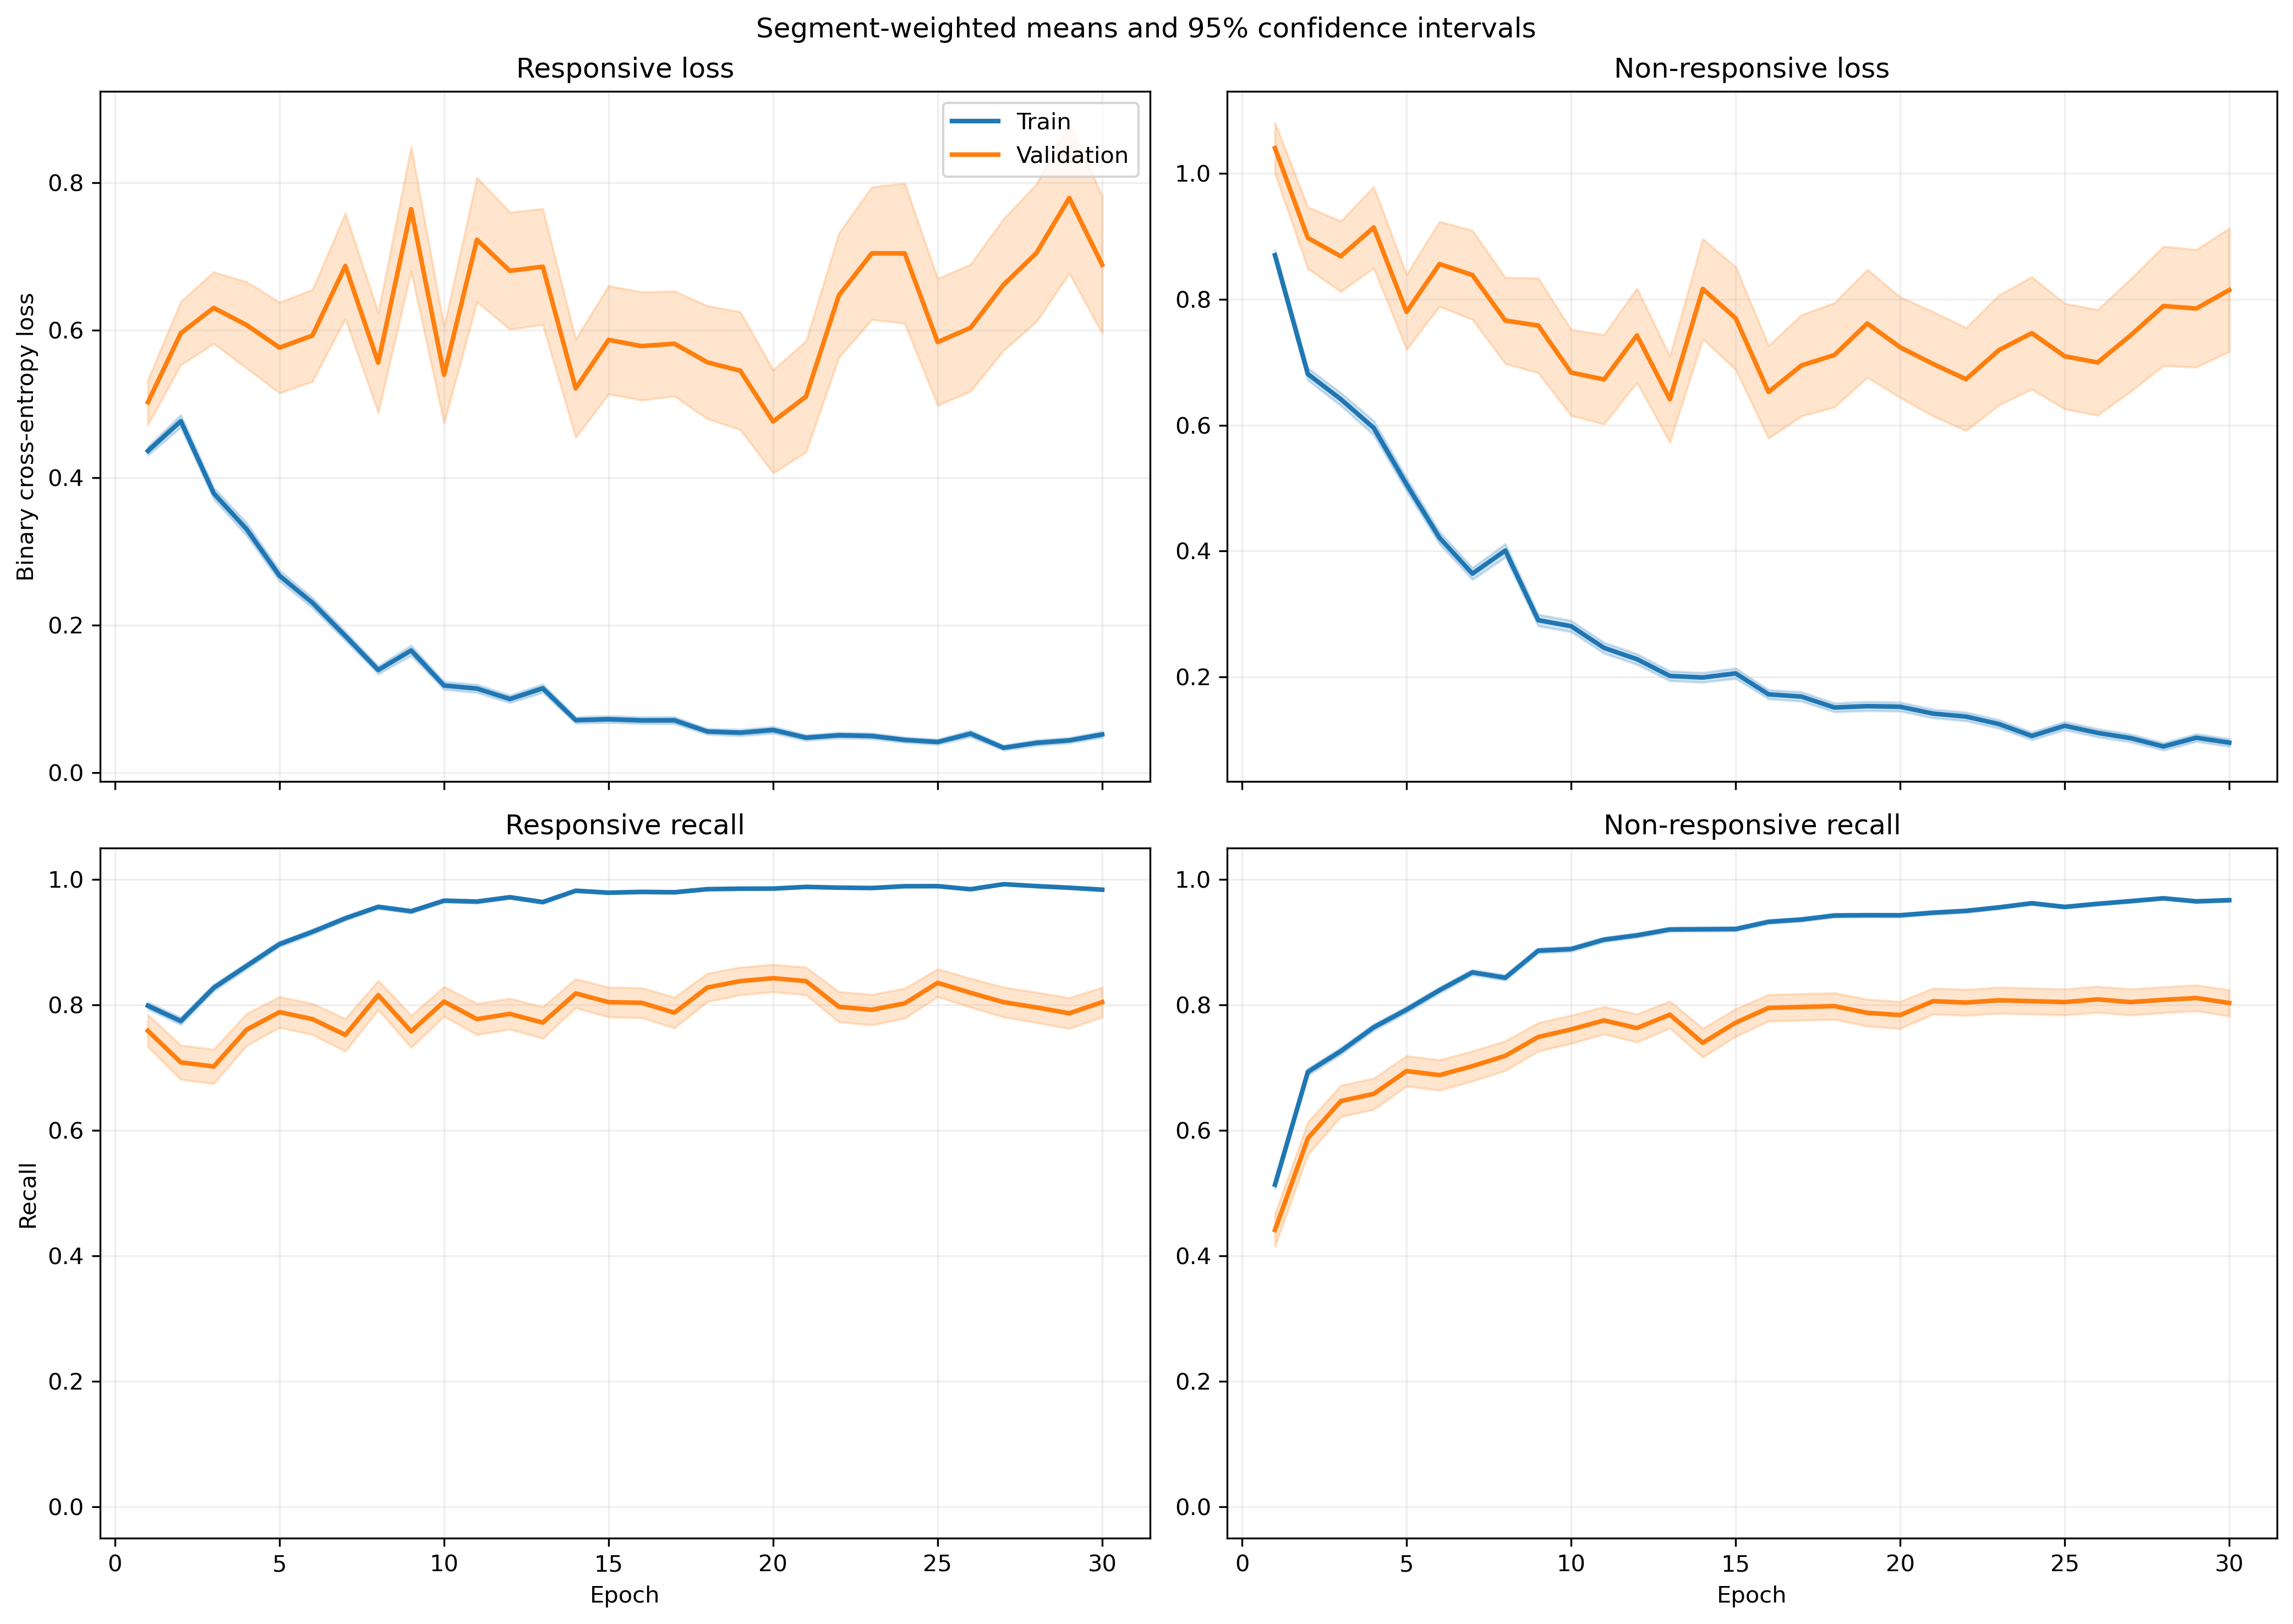 Segment-weighted means and 95% confidence intervals
Responsive loss
Non-responsive loss
Train
Validation
Binary cross-entropy loss
0.8
0.6
0.4
0.2
0.0
1.0
0.8
0.6
0.4
0.2
Responsive recall
Non-responsive recall
Recall
1.0
0.8
0.6
0.4
0.2
0.0
0 5 10 15 20 25 30
Epoch
1.0
0.8
0.6
0.4
0.2
0.0
0 5 10 15 20 25 30
Epoch